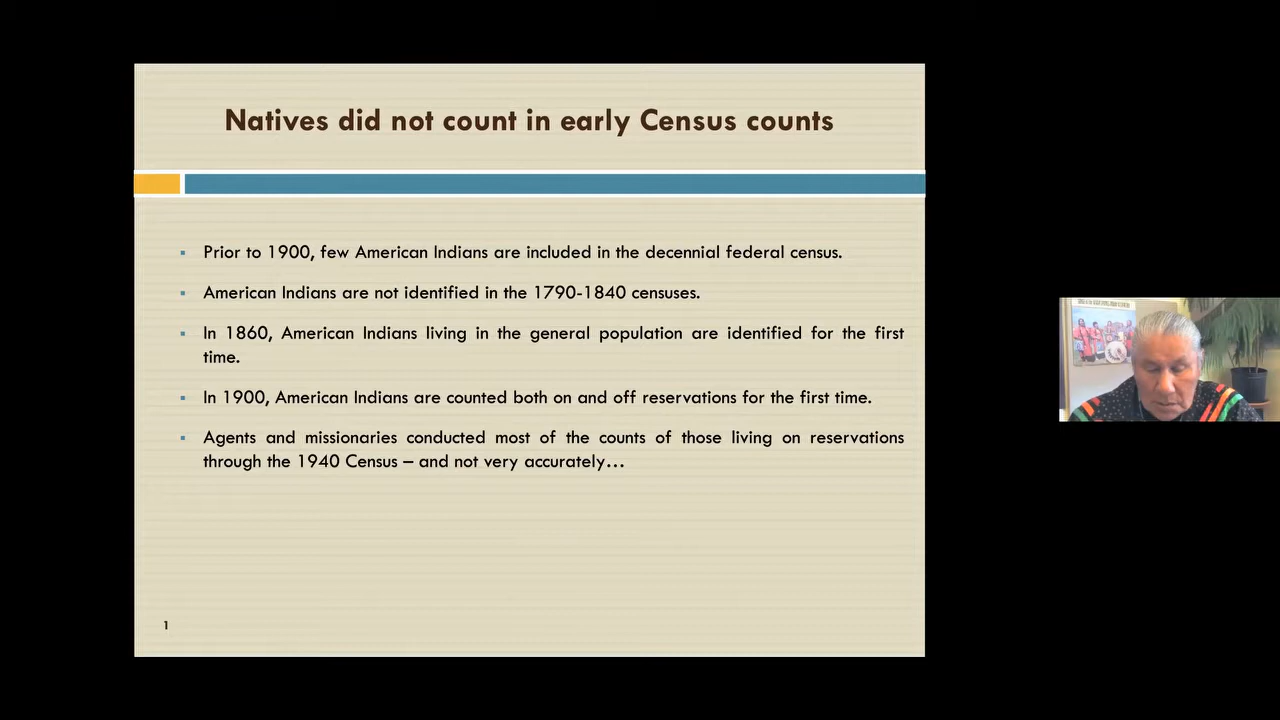 Natives did not count in early Census counts
▪ Prior to 1900, few American Indians are included in the decennial federal census.
▪ American Indians are not identified in the 1790-1840 censuses.
▪ In 1860, American Indians living in the general population are identified for the first
time.
▪ In 1900, American Indians are counted both on and off reservations for the first time.
▪ Agents and missionaries conducted most of the counts of those living on reservations
through the 1940 Census – and not very accurately…
1